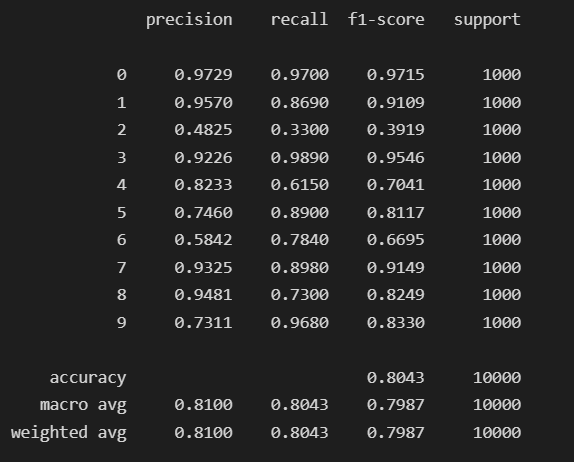 precision recall f1-score support
0 0.9729 0.9700 0.9715 1000
1 0.9570 0.8690 0.9109 1000
2 0.4825 0.3300 0.3919 1000
3 0.9226 0.9890 0.9546 1000
4 0.8233 0.6150 0.7041 1000
5 0.7460 0.8900 0.8117 1000
6 0.5842 0.7840 0.6695 1000
7 0.9325 0.8980 0.9149 1000
8 0.9481 0.7300 0.8249 1000
9 0.7311 0.9680 0.8330 1000
accuracy 0.8043 10000
macro avg 0.8100 0.8043 0.7987 10000
weighted avg 0.8100 0.8043 0.7987 10000